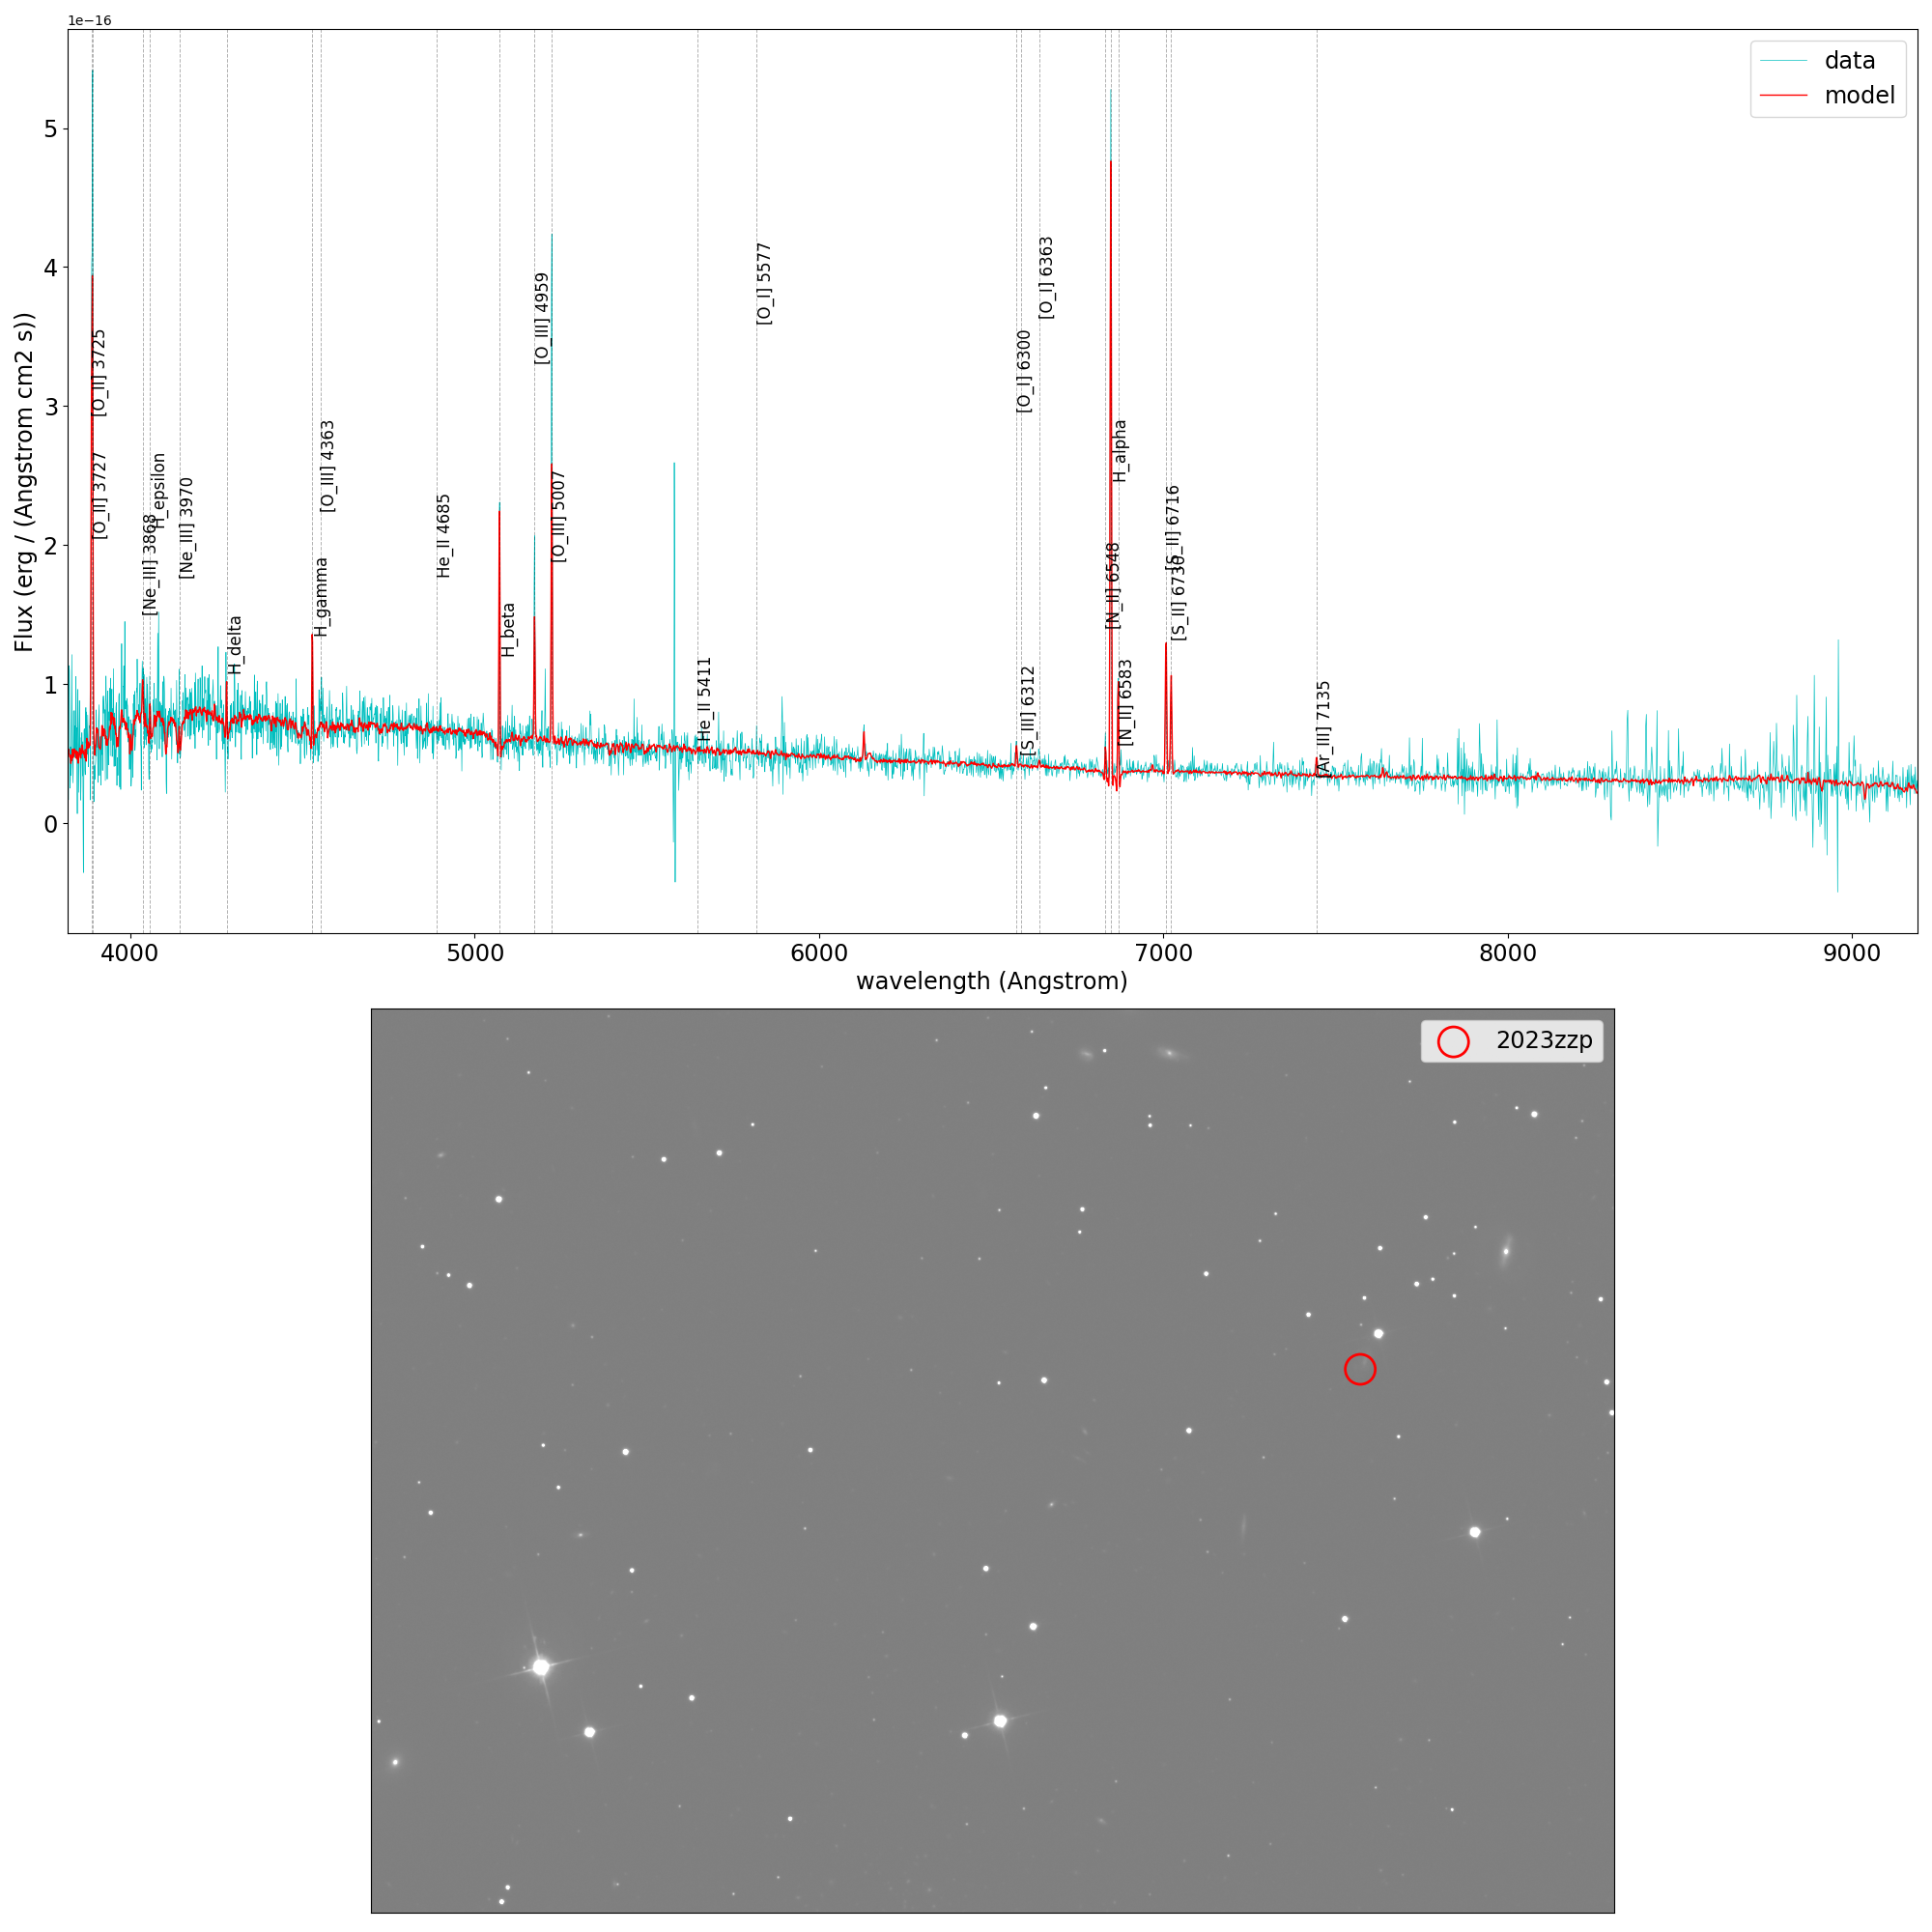 1e−16
data
model
Flux (erg / (Angstrom cm2 s))
5
4
3
2
1
0
[O_II] 3725
[O_II] 3727
[Ne_III] 3868
H_epsilon
[Ne_III] 3970
H_delta
H_gamma
[O_III] 4363
He_II 4685
H_beta
[O_III] 4959
[O_III] 5007
He_II 5411
[O_I] 5577
[O_I] 6300
[S_III] 6312
[O_I] 6363
[N_II] 6548
H_alpha
[N_II] 6583
[S_II] 6716
[S_II] 6730
[Ar_III] 7135
4000 5000 6000 7000 8000 9000
wavelength (Angstrom)
2023zzp